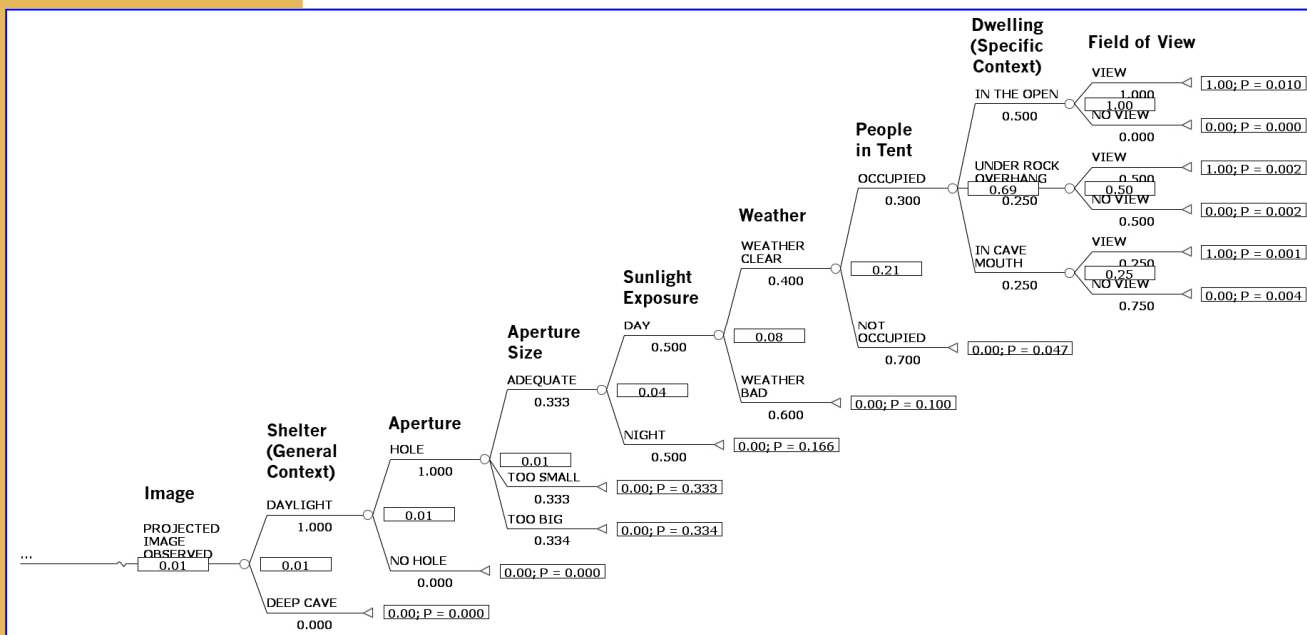 Image
PROJECTED
IMAGE
OBSERVED
0.01
...
Shelter
(General
Context)
DAYLIGHT
1.000
0.01
DEEP CAVE
0.000
0.00; P = 0.000
Aperture
HOLE
1.000
0.01
NO HOLE
0.000
0.00; P = 0.000
Aperture
Size
ADEQUATE
0.333
0.01
TOO SMALL
0.333
0.00; P = 0.333
TOO BIG
0.334
0.00; P = 0.334
Sunlight
Exposure
DAY
0.500
0.04
NIGHT
0.500
0.00; P = 0.166
Weather
WEATHER
CLEAR
0.400
0.08
WEATHER
BAD
0.600
0.00; P = 0.100
People
in Tent
OCCUPIED
0.300
0.21
NOT
OCCUPIED
0.700
0.00; P = 0.047
Dwelling
(Specific
Context)
IN THE OPEN
0.500
UNDER ROCK
OVERHANG
0.69
0.250
IN CAVE
MOUTH
0.250
Field of View
VIEW
1.000
1.00; P = 0.010
1.00
NO VIEW
0.000
0.00; P = 0.000
VIEW
0.500
1.00; P = 0.002
0.50
NO VIEW
0.500
0.00; P = 0.002
VIEW
0.250
1.00; P = 0.001
0.25
NO VIEW
0.750
0.00; P = 0.004